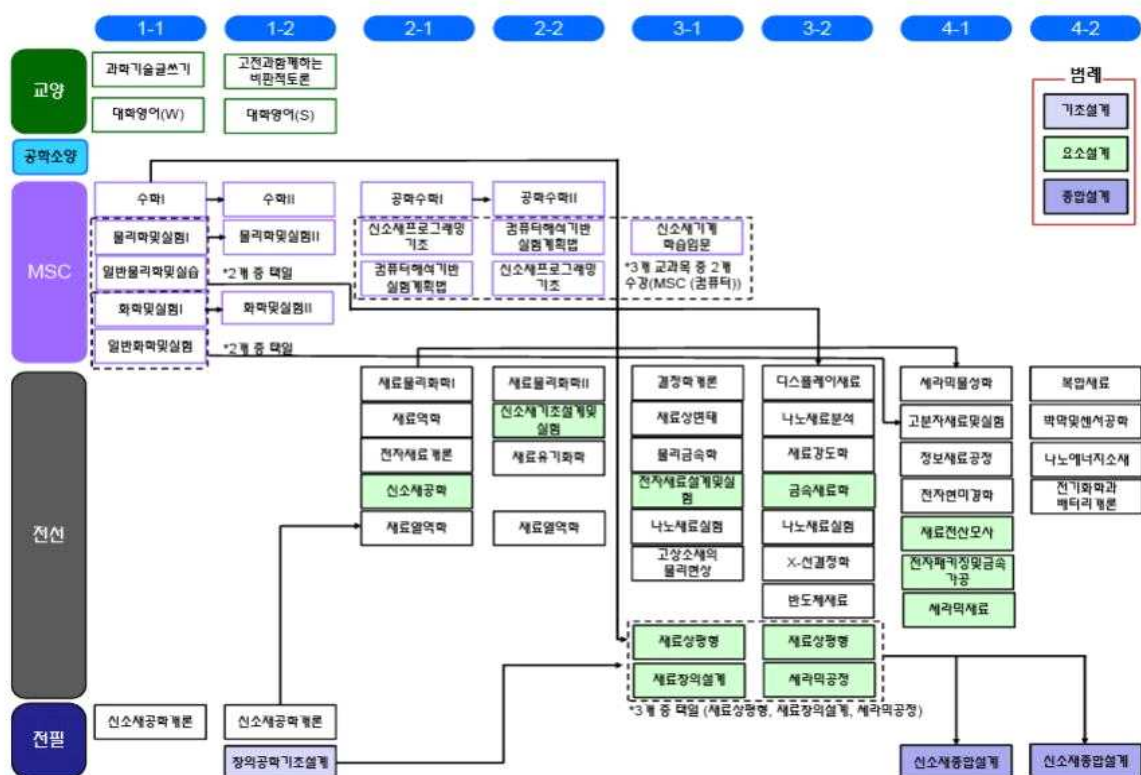 1-1 1-2 2-1 2-2 3-1 3-2 4-1 4-2
교양
과학기술글쓰기
고전과함께하는
비판적토론
대학영어(W)
대학영어(S)
범례
기초설계
요소설계
종합설계
공학소양
MSC
수학I
수학II
공학수학I
공학수학II
물리학및실험I
물리학및실험II
신소재프로그래밍
기초
컴퓨터해석기반
실험계획법
신소재기계
학습입문
일반물리학및실습
*2개 중 택일
컴퓨터해석기반
실험계획법
신소재프로그래밍
기초
*3개 교과목 중 2개
수강(MSC (컴퓨터))
화학및실험I
화학및실험II
일반화학및실험
*2개 중 택일
전선
재료물리화학I
재료물리화학II
결정학개론
디스플레이재료
세라믹물성학
복합재료
재료역학
신소재기초설계및
실험
재료상변태
나노재료분석
고분자재료및실험
박막및센서공학
전자재료개론
재료유기화학
물리금속학
재료강도학
정보재료공정
나노에너지소재
신소재공학
전자재료설계및실
험
금속재료학
전자현미경학
전기화학과
배터리개론
재료열역학
재료열역학
나노재료실험
나노재료실험
재료전산모사
고상소재의
물리현상
X-선결정학
전자패키징및금속
가공
반도체재료
세라믹재료
재료상평형
재료상평형
재료창의설계
세라믹공정
*3개 중 택일 (재료상평형, 재료창의설계, 세라믹공정)
전필
신소재공학개론
신소재공학개론
창의공학기초설계
신소재종합설계
신소재종합설계